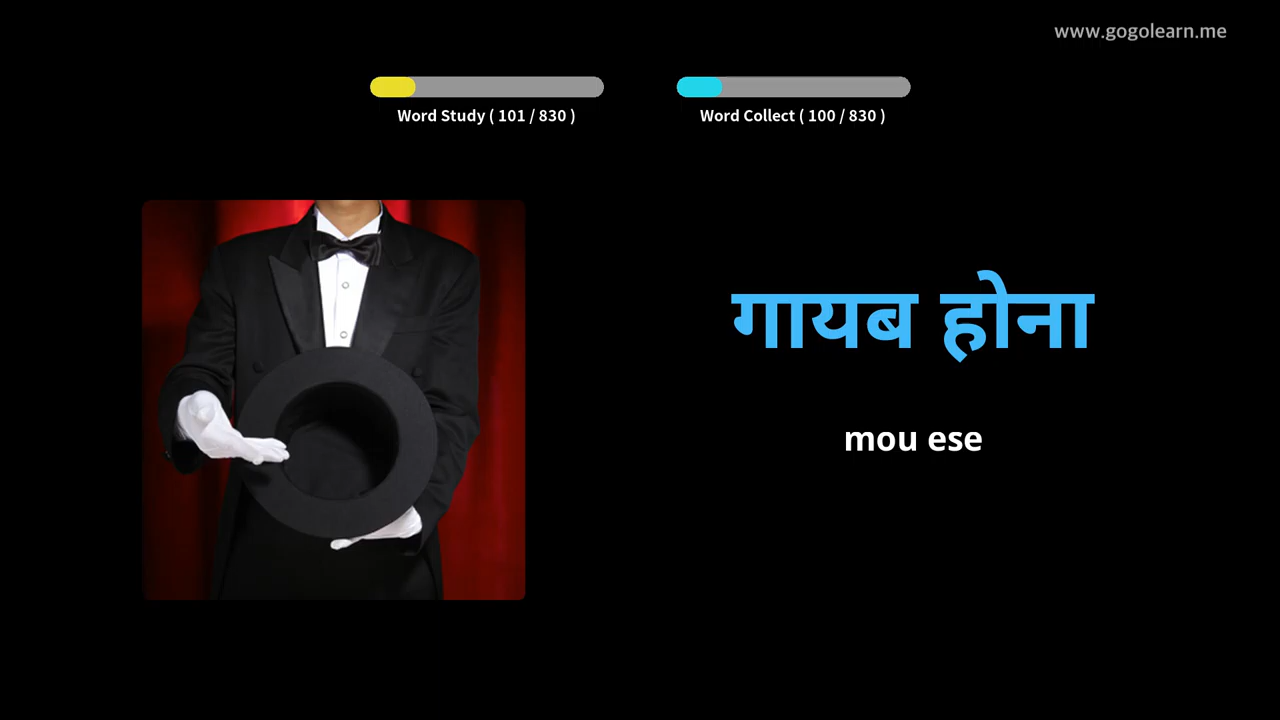 www.gogolearn.me
Word Study ( 101 / 830 )
Word Collect ( 100 / 830 )
गायब होना
mou ese